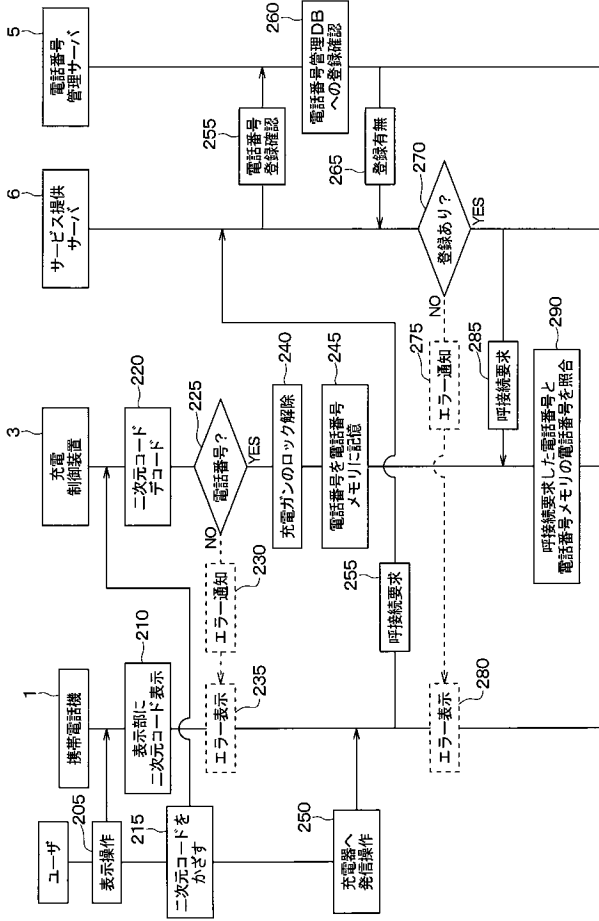 ユーザ
1
携帯電話機
3
充電
制御装置
6
サービス提供
サーバ
5
電話番号
管理サーバ
205
表示操作
210
表示部に
二次元コード表示
215
二次元コードを
かざす
220
二次元コード
デコード
225
電話番号?
NO
YES
230
エラー通知
235
エラー表示
240
充電ガンのロック解除
245
電話番号を電話番号
メモリに記憶
250
充電器へ
発信操作
255
呼接続要求
255
電話番号
登録確認
260
電話番号管理DB
への登録確認
265
登録有無
270
登録あり?
NO
YES
275
エラー通知
280
エラー表示
285
呼接続要求
290
呼接続要求した電話番号と
電話番号メモリの電話番号を照合